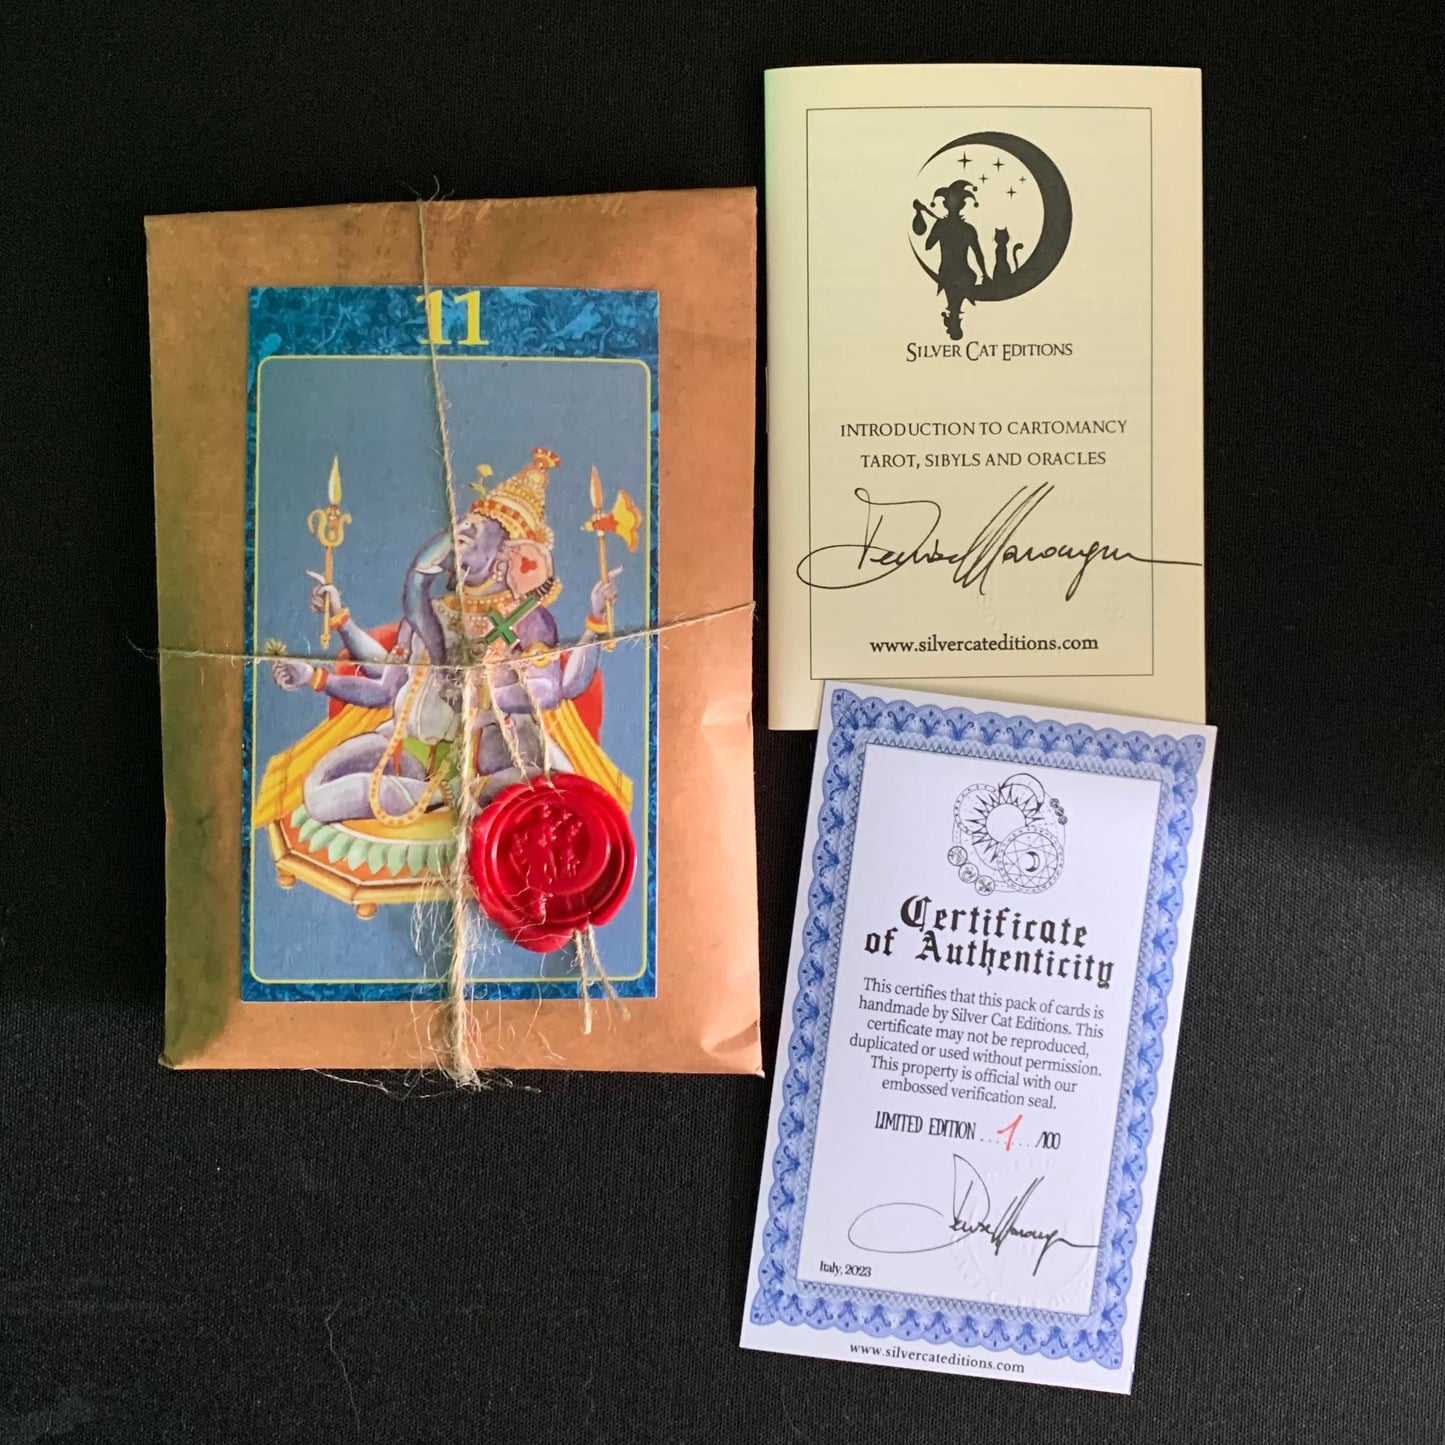 11
SILVER CAT EDITIONS
INTRODUCTION TO CARTOMANCY
TAROT, SIBYLS AND ORACLES
www.silvercateditions.com
Certificate
of Authenticity
This certifies that this pack of cards is
handmade by Silver Cat Editions. This
certificate may not be reproduced,
duplicated or used without permission.
This property is official with our
embossed verification seal.
LIMITED EDITION ....1..../100
Italy, 2023
www.silvercateditions.com